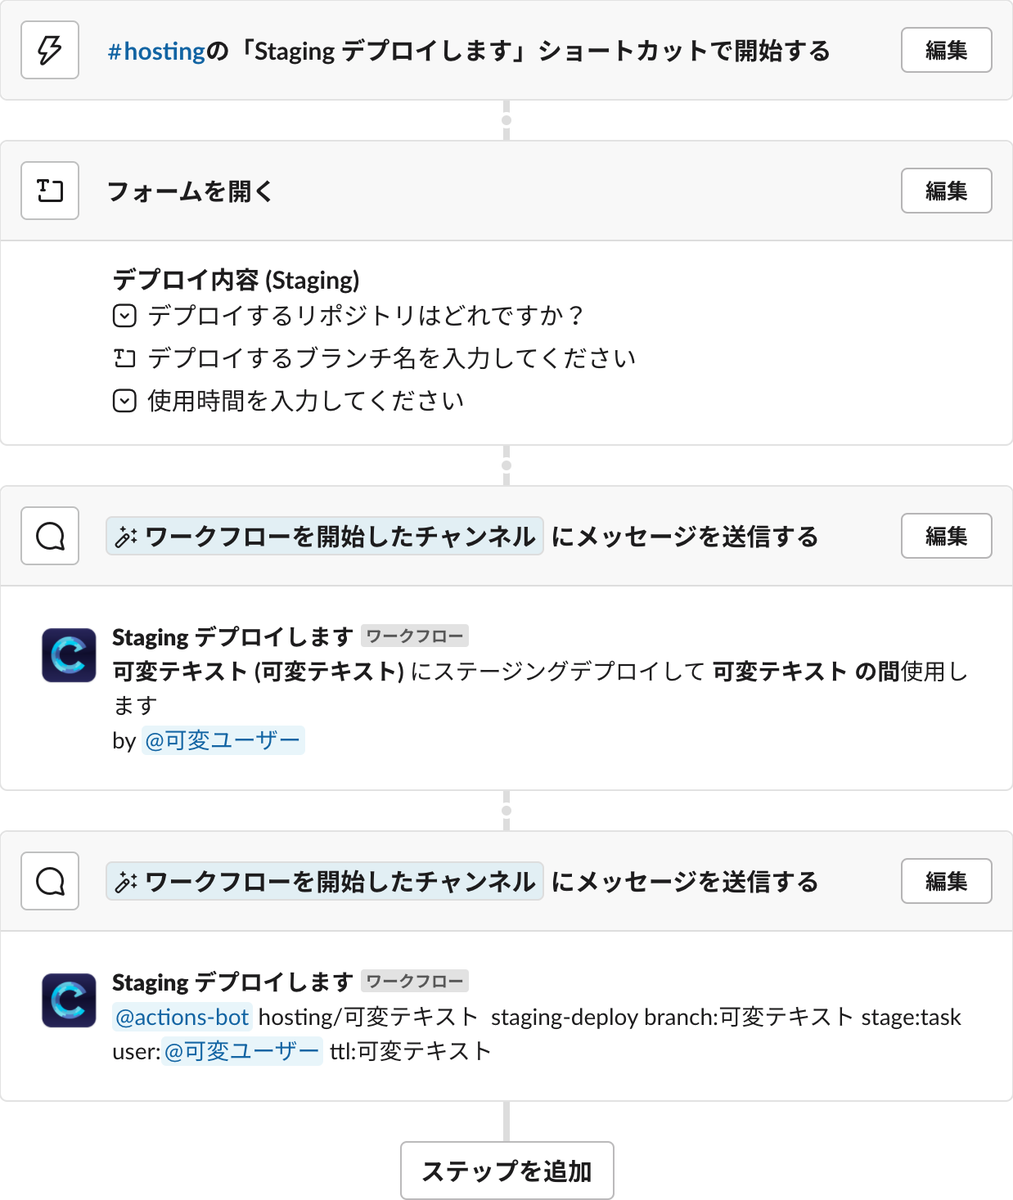 #hostingの「Staging デプロイします」ショートカットで開始する
編集
フォームを開く
編集
デプロイ内容 (Staging)
デプロイするリポジトリはどれですか？
デプロイするブランチ名を入力してください
使用時間を入力してください
ワークフローを開始したチャンネル にメッセージを送信する
編集
Staging デプロイします ワークフロー
可変テキスト (可変テキスト) にステージングデプロイして 可変テキスト の間使用し
ます
by @可変ユーザー
ワークフローを開始したチャンネル にメッセージを送信する
編集
Staging デプロイします ワークフロー
@actions-bot hosting/可変テキスト staging-deploy branch:可変テキスト stage:task
user:@可変ユーザー ttl:可変テキスト
ステップを追加